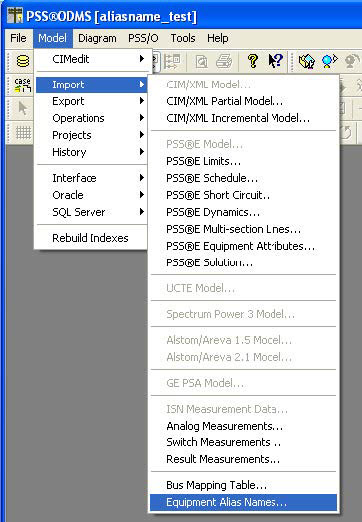 PSS®ODMS [aliasname_test]
File Model Diagram PSS/O Tools Help
CIMedit
case
Import
Export
Operations
Projects
History
Interface
Oracle
SQL Server
Rebuild Indexes
CIM/XML Model...
CIM/XML Partial Model...
CIM/XML Incremental Model...
PSS®E Model...
PSS®E Limits...
PSS®E Schedule...
PSS®E Short Circuit..
PSS®E Dynamics...
PSS®E Multi-section Lnes...
PSS®E Equipment Attributes...
PSS®E Solution...
UCTE Model...
Spectrum Power 3 Model...
Alstom/Areva 1.5 Mocel...
Alstom/Areva 2.1 Mocel...
GE PSA Model...
ISN Measurement Data...
Analog Measurements...
Switch Measurements ..
Result Measurements...
Bus Mapping Table...
Equipment Alias Names...